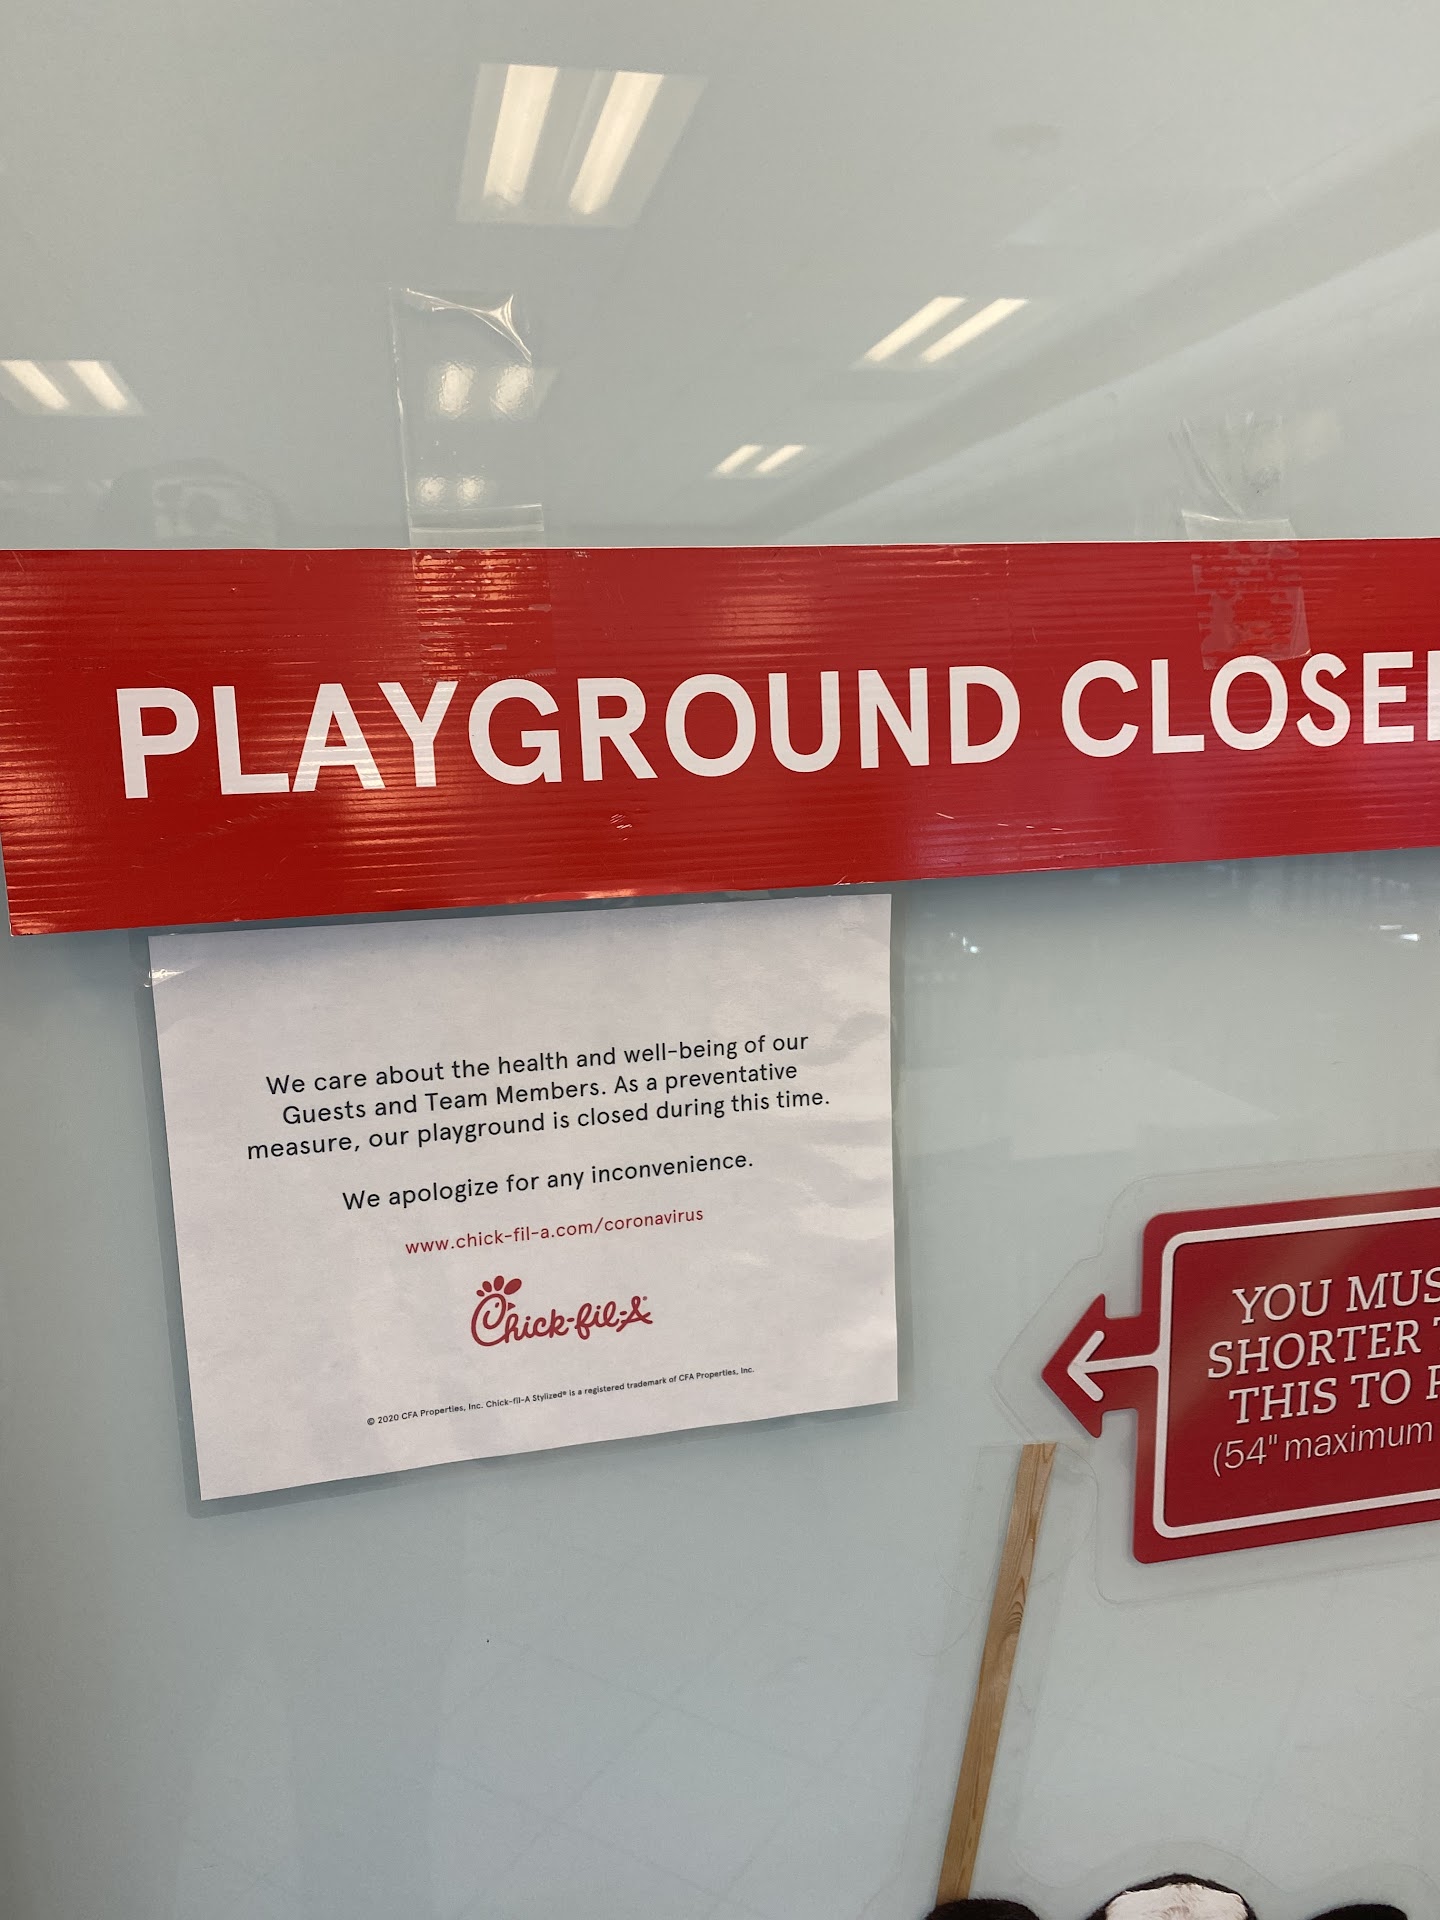 PLAYGROUND CLOSE
We care about the health and well-being of our
Guests and Team Members. As a preventative
measure, our playground is closed during this time.
We apologize for any inconvenience.
www.chick-fil-a.com/coronavirus
Chick-fil-A®
© 2020 CFA Properties, Inc. Chick-fil-A Stylized® is a registered trademark of CFA Properties, Inc.
YOU MUS
SHORTER
THIS TO
(54" maximum